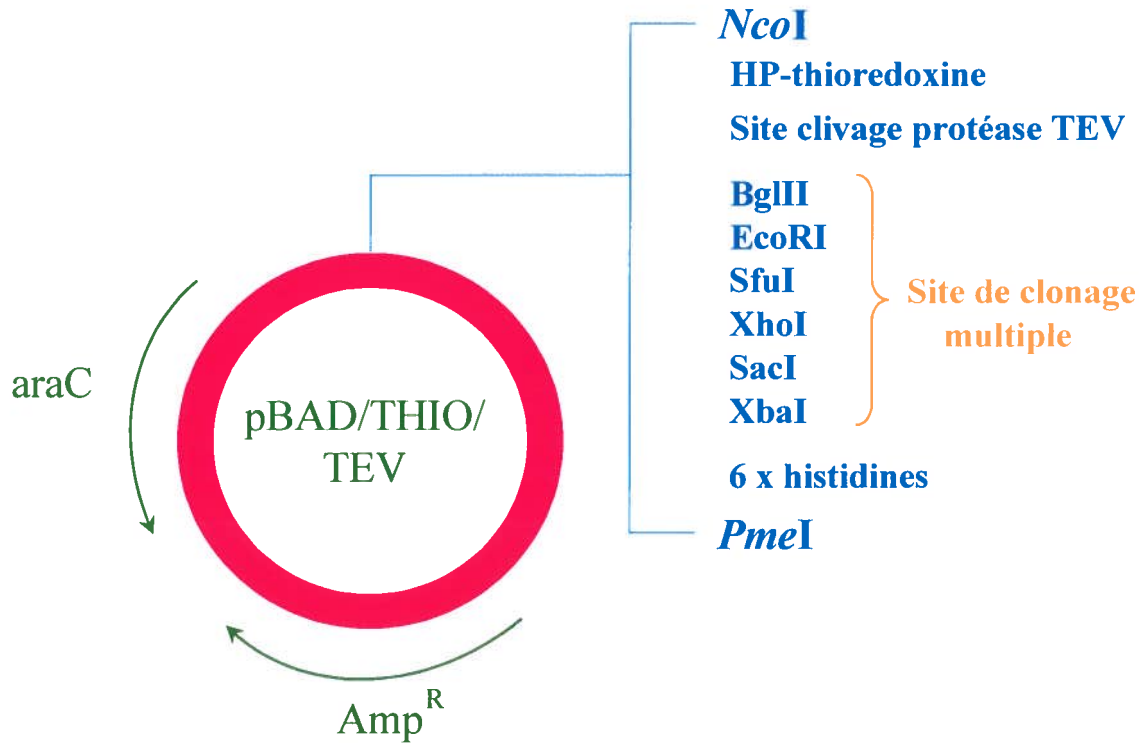 NcoI
HP-thioredoxine
Site clivage protéase TEV
BglII
EcoRI
SfuI
XhoI
SacI
XbaI
Site de clonage
multiple
6 x histidines
PmeI
araC
pBAD/THIO/
TEV
Amp^R